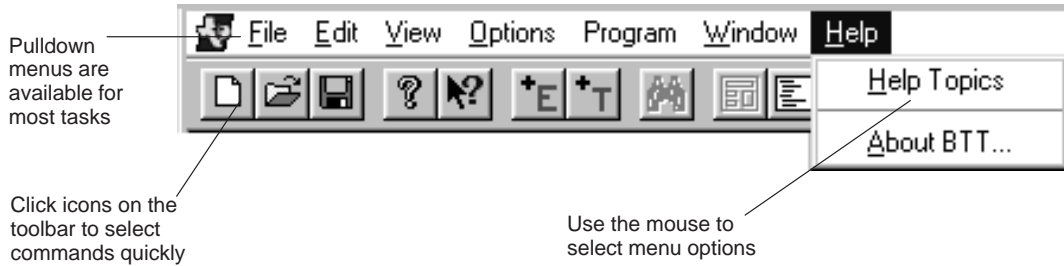 File Edit View Options Program Window Help
Pulldown
menus are
available for
most tasks
+E +T
Help Topics
About BTT...
Click icons on the
toolbar to select
commands quickly
Use the mouse to
select menu options